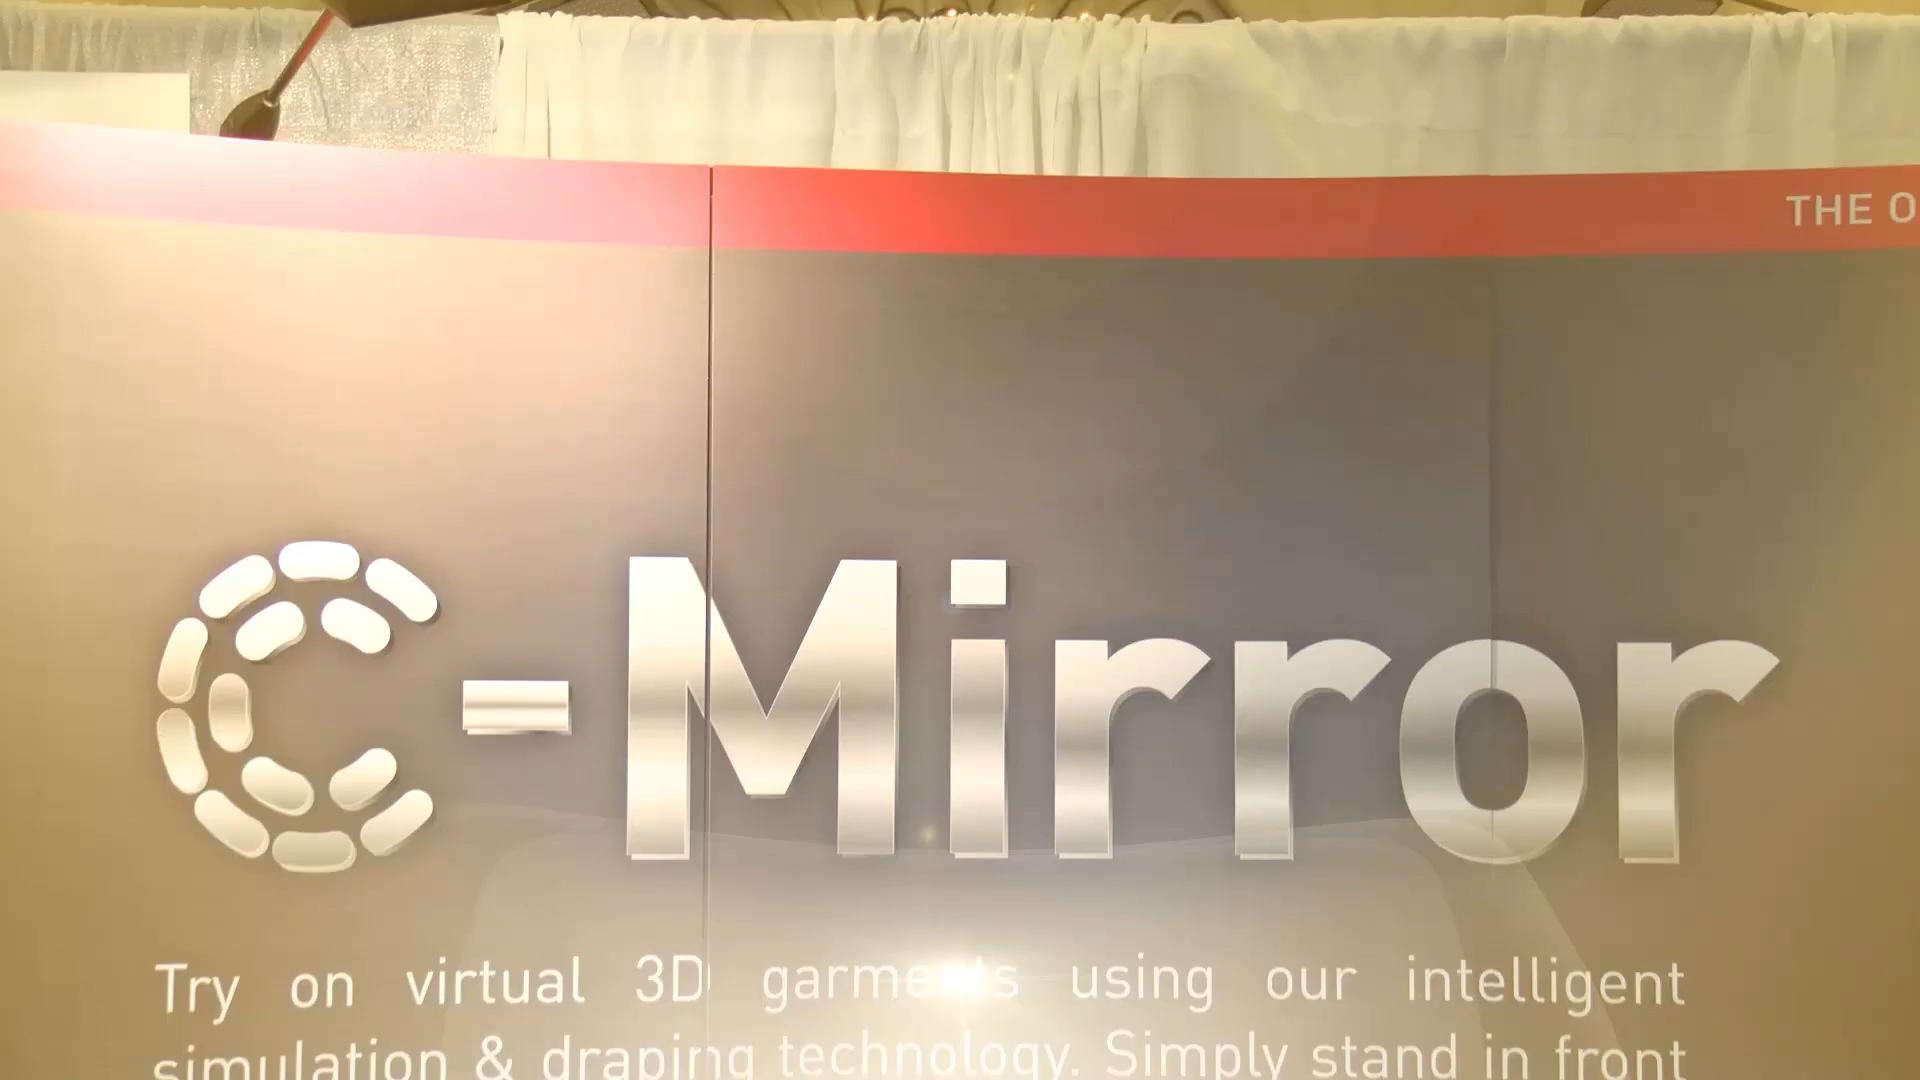 THE O
C-Mirror
Try on virtual 3D garments using our intelligent
simulation & draping technology. Simply stand in front